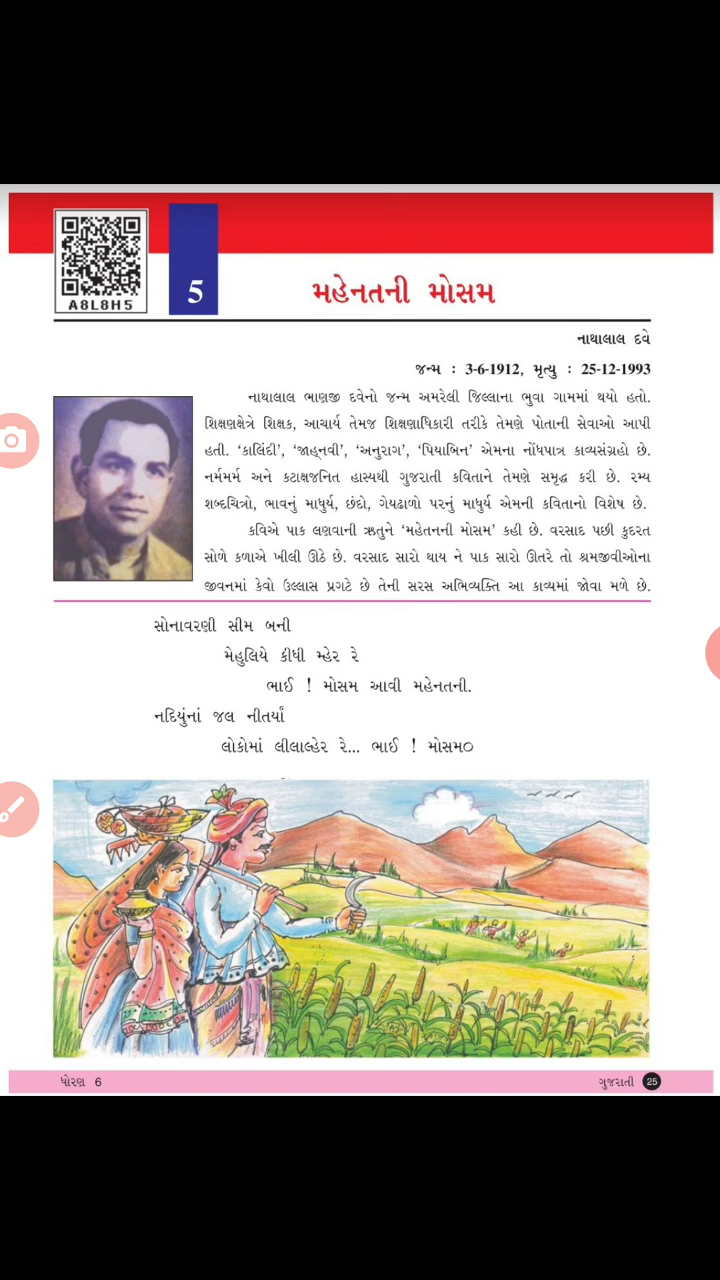 A8L8H5
5
મહેનતની મોસમ
નાથાલાલ દવે
જન્મ : 3-6-1912, મૃત્યુ : 25-12-1993
નાથાલાલ ભાણજી દવેનો જન્મ અમરેલી જિલ્લાના ભુવા ગામમાં થયો હતો.
શિક્ષણક્ષેત્રે શિક્ષક, આચાર્ય તેમજ શિક્ષણાધિકારી તરીકે તેમણે પોતાની સેવાઓ આપી
હતી. ‘કાલિંદી’, ‘જાહ્નવી’, ‘અનુરાગ’, ‘પિયાબિન’ એમના નોંધપાત્ર કાવ્યસંગ્રહો છે.
નર્મમર્મ અને કટાક્ષજનિત હાસ્યથી ગુજરાતી કવિતાને તેમણે સમૃદ્ધ કરી છે. રમ્ય
શબ્દચિત્રો, ભાવનું માધુર્ય, છંદો, ગેયઢાળો પરનું માધુર્ય એમની કવિતાનો વિશેષ છે.
કવિએ પાક લણવાની ઋતુને ‘મહેતનની મોસમ’ કહી છે. વરસાદ પછી કુદરત
સોળે કળાએ ખીલી ઊઠે છે. વરસાદ સારો થાય ને પાક સારો ઊતરે તો શ્રમજીવીઓના
જીવનમાં કેવો ઉલ્લાસ પ્રગટે છે તેની સરસ અભિવ્યક્તિ આ કાવ્યમાં જોવા મળે છે.
સોનાવરણી સીમ બની
મેહુલિયે કીધી મ્હેર રે
ભાઈ ! મોસમ આવી મહેનતની.
નદિયુંનાં જલ નીતર્યાં
લોકોમાં લીલાલ્હેર રે... ભાઈ ! મોસમ૦
ધોરણ 6
ગુજરાતી 25